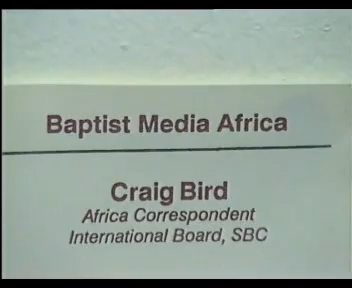 Baptist Media Africa
Craig Bird
Africa Correspondent
International Board, SBC